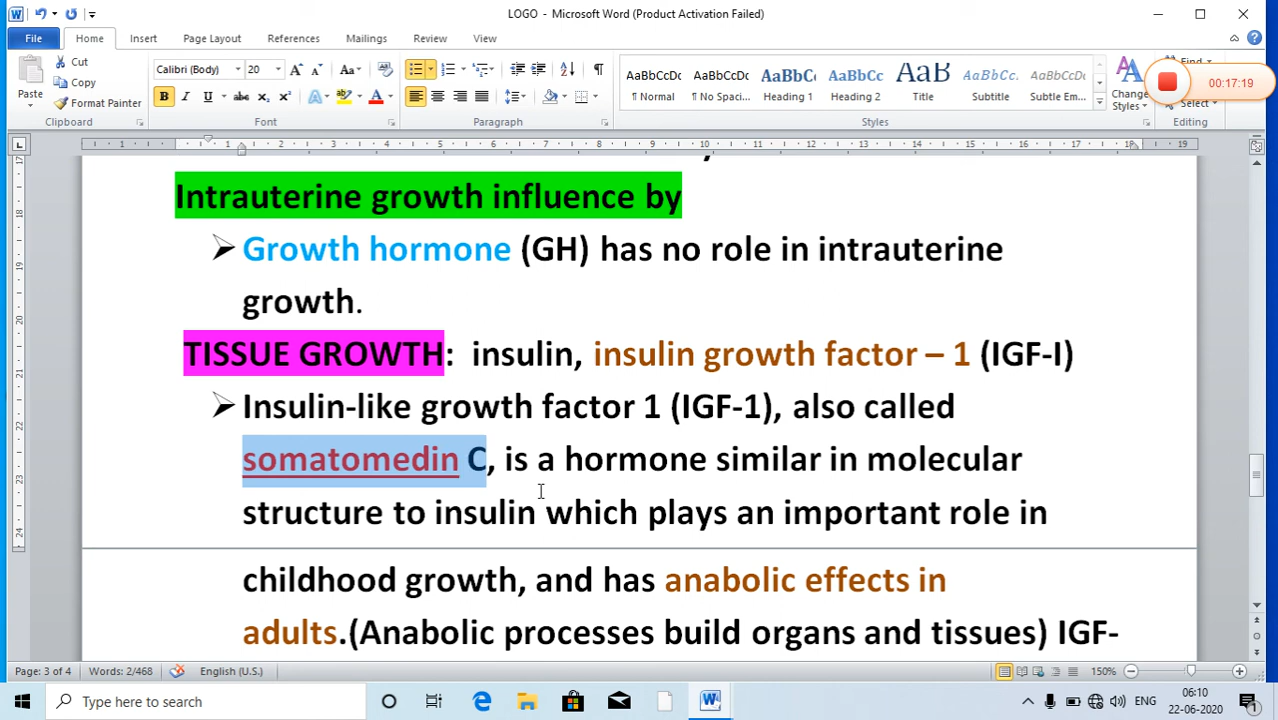 LOGO - Microsoft Word (Product Activation Failed)
File Home Insert Page Layout References Mailings Review View
Paste Cut Copy Format Painter
Clipboard
Calibri (Body) 20
Font
Paragraph
AaBbCcDc ¶ Normal
AaBbCcDc ¶ No Spaci...
AaBbCc Heading 1
AaBbCc Heading 2
AaB Title
AaBbCcL Subtitle
AaBbCcDc Subtle Em...
Change Styles
Styles
Find
Select
Editing
00:17:19
Intrauterine growth influence by
Growth hormone (GH) has no role in intrauterine
growth.
TISSUE GROWTH: insulin, insulin growth factor – 1 (IGF-I)
Insulin-like growth factor 1 (IGF-1), also called
somatomedin C, is a hormone similar in molecular
structure to insulin which plays an important role in
childhood growth, and has anabolic effects in
adults.(Anabolic processes build organs and tissues) IGF-
Page: 3 of 4 Words: 2/468 English (U.S.) 150%
Type here to search
ENG
06:10
22-06-2020